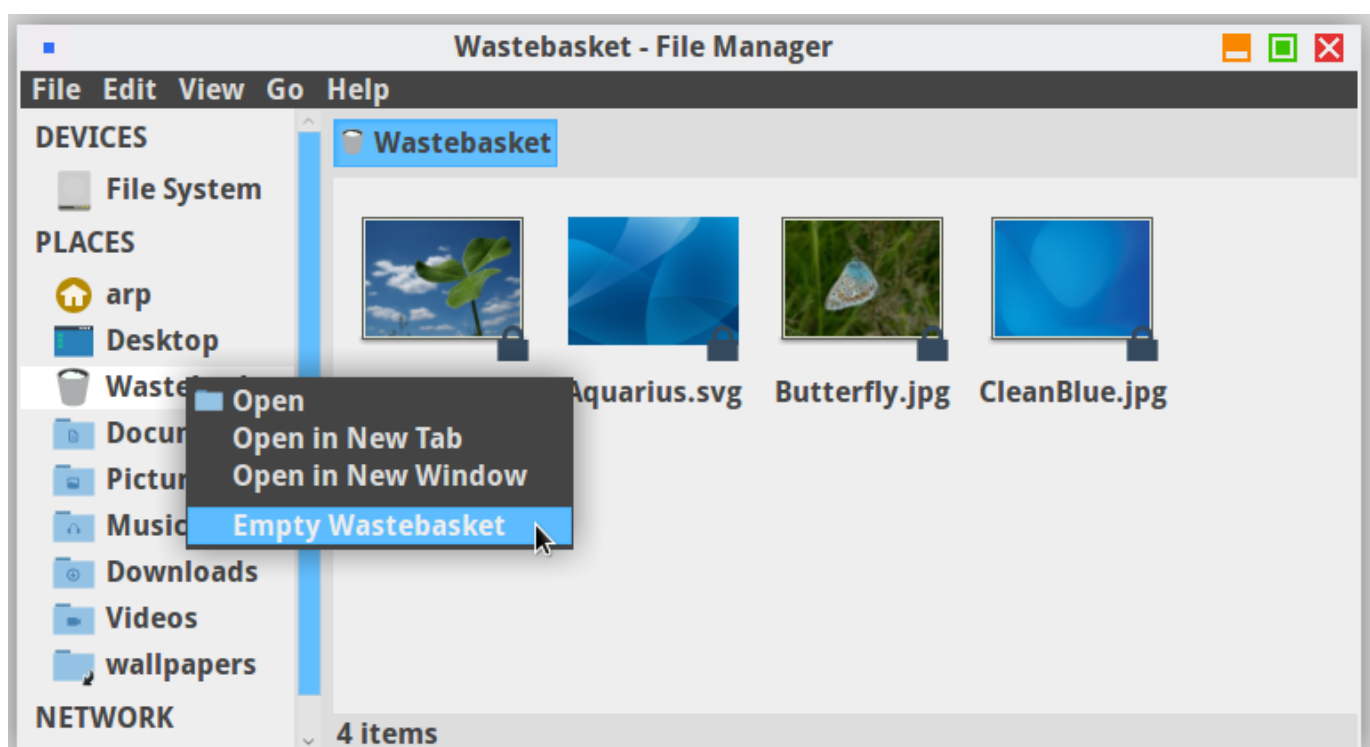 Wastebasket - File Manager
File Edit View Go Help
DEVICES
File System
PLACES
arp
Desktop
Documents
Music
Downloads
Videos
wallpapers
NETWORK
Wastebasket
Aquarius.svg Butterfly.jpg CleanBlue.jpg
Open
Open in New Tab
Open in New Window
Empty Wastebasket
4 items